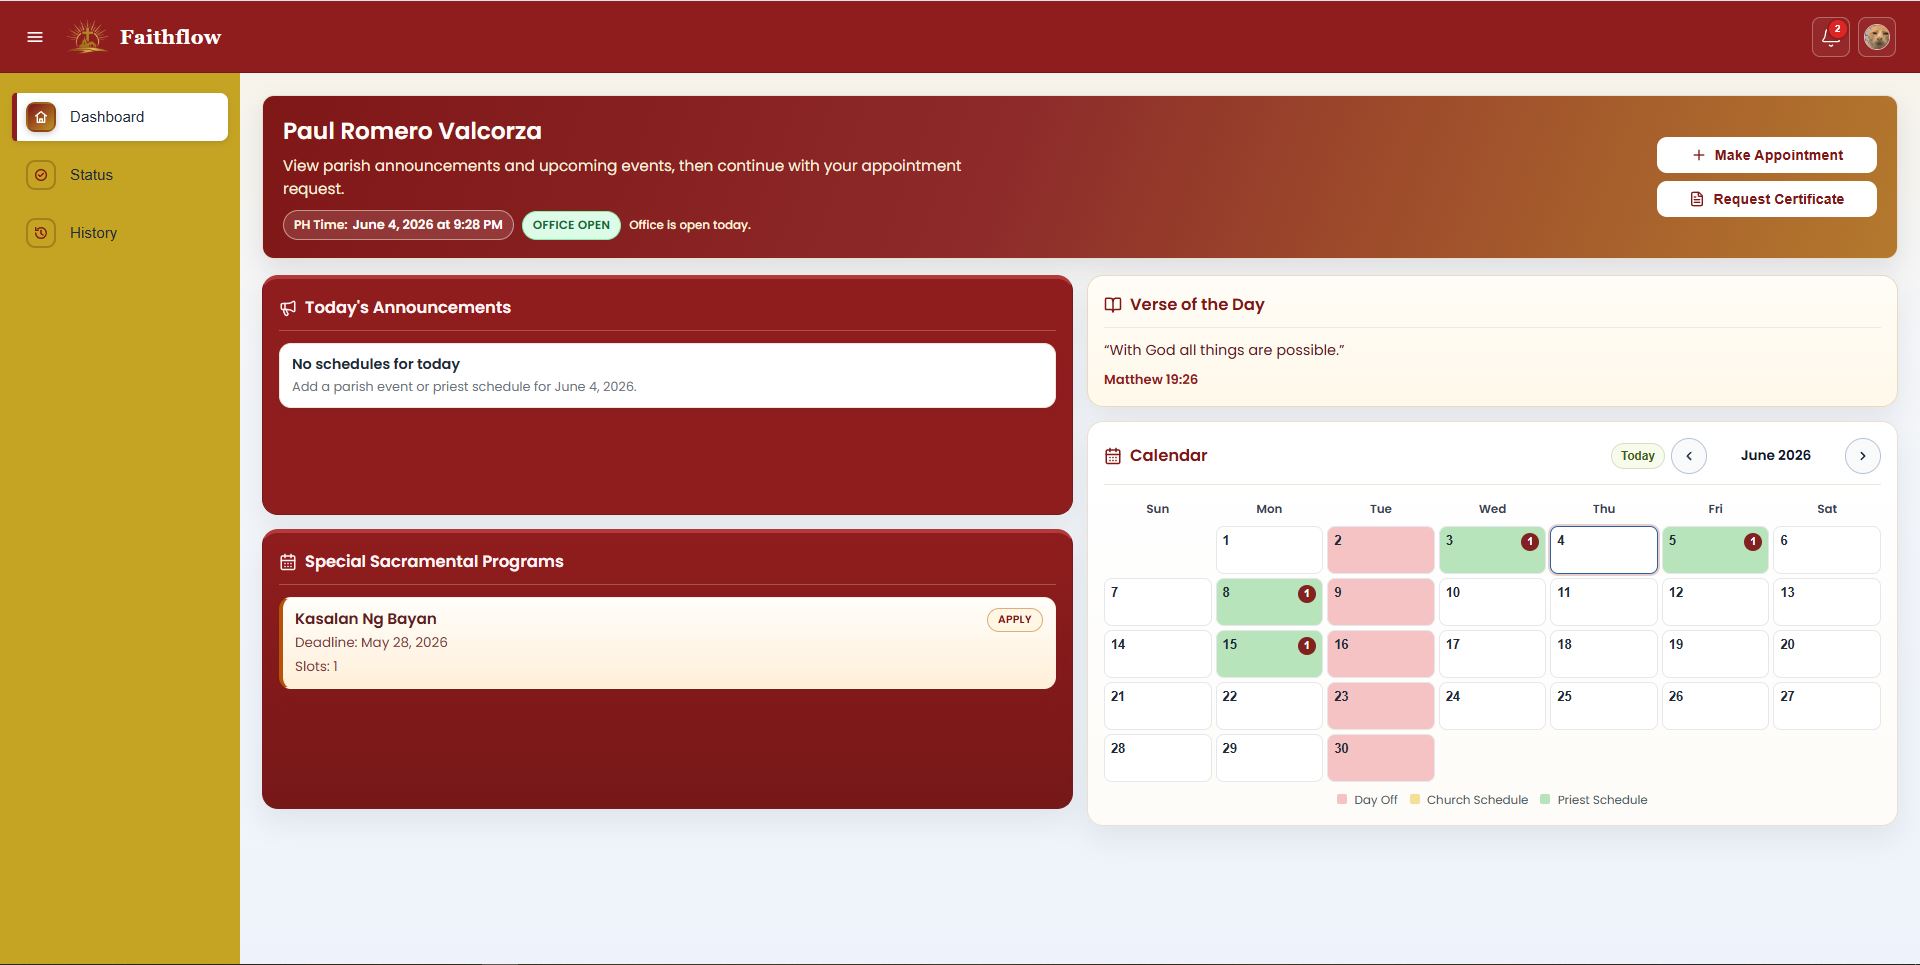 Faithflow
2
Dashboard
Status
History
Paul Romero Valcorza
View parish announcements and upcoming events, then continue with your appointment
request.
PH Time: June 4, 2026 at 9:28 PM
OFFICE OPEN
Office is open today.
Make Appointment
Request Certificate
Today's Announcements
No schedules for today
Add a parish event or priest schedule for June 4, 2026.
Special Sacramental Programs
Kasalan Ng Bayan
APPLY
Deadline: May 28, 2026
Slots: 1
Verse of the Day
“With God all things are possible.”
Matthew 19:26
Calendar
Today
June 2026
Sun Mon Tue Wed Thu Fri Sat
1 2 3 1 4 5 1 6
7 8 1 9 10 11 12 13
14 15 1 16 17 18 19 20
21 22 23 24 25 26 27
28 29 30
Day Off Church Schedule Priest Schedule